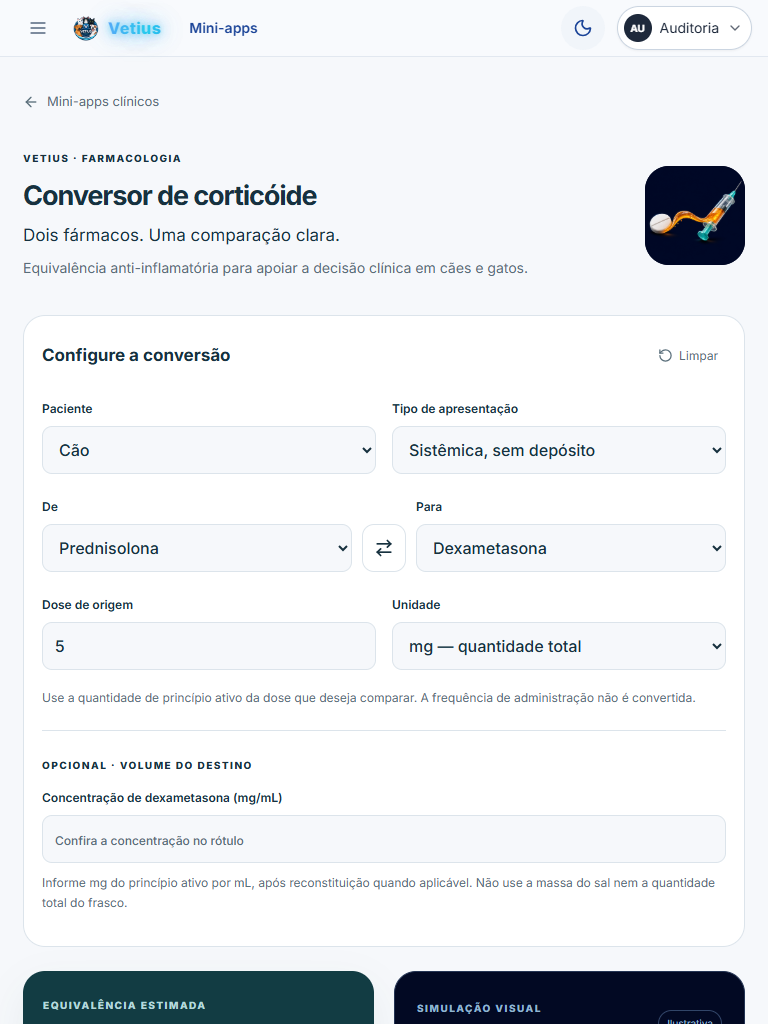 Vetius
Mini-apps
AU
Auditoria
Mini-apps clínicos
VETIUS · FARMACOLOGIA
Conversor de corticóide
Dois fármacos. Uma comparação clara.
Equivalência anti-inflamatória para apoiar a decisão clínica em cães e gatos.
Configure a conversão
Limpar
Paciente
Tipo de apresentação
Cão
Sistêmica, sem depósito
De
Para
Prednisolona
Dexametasona
Dose de origem
Unidade
5
mg — quantidade total
Use a quantidade de princípio ativo da dose que deseja comparar. A frequência de administração não é convertida.
OPCIONAL · VOLUME DO DESTINO
Concentração de dexametasona (mg/mL)
Confira a concentração no rótulo
Informe mg do princípio ativo por mL, após reconstituição quando aplicável. Não use a massa do sal nem a quantidade
total do frasco.
EQUIVALÊNCIA ESTIMADA
SIMULAÇÃO VISUAL
Ilustrativa